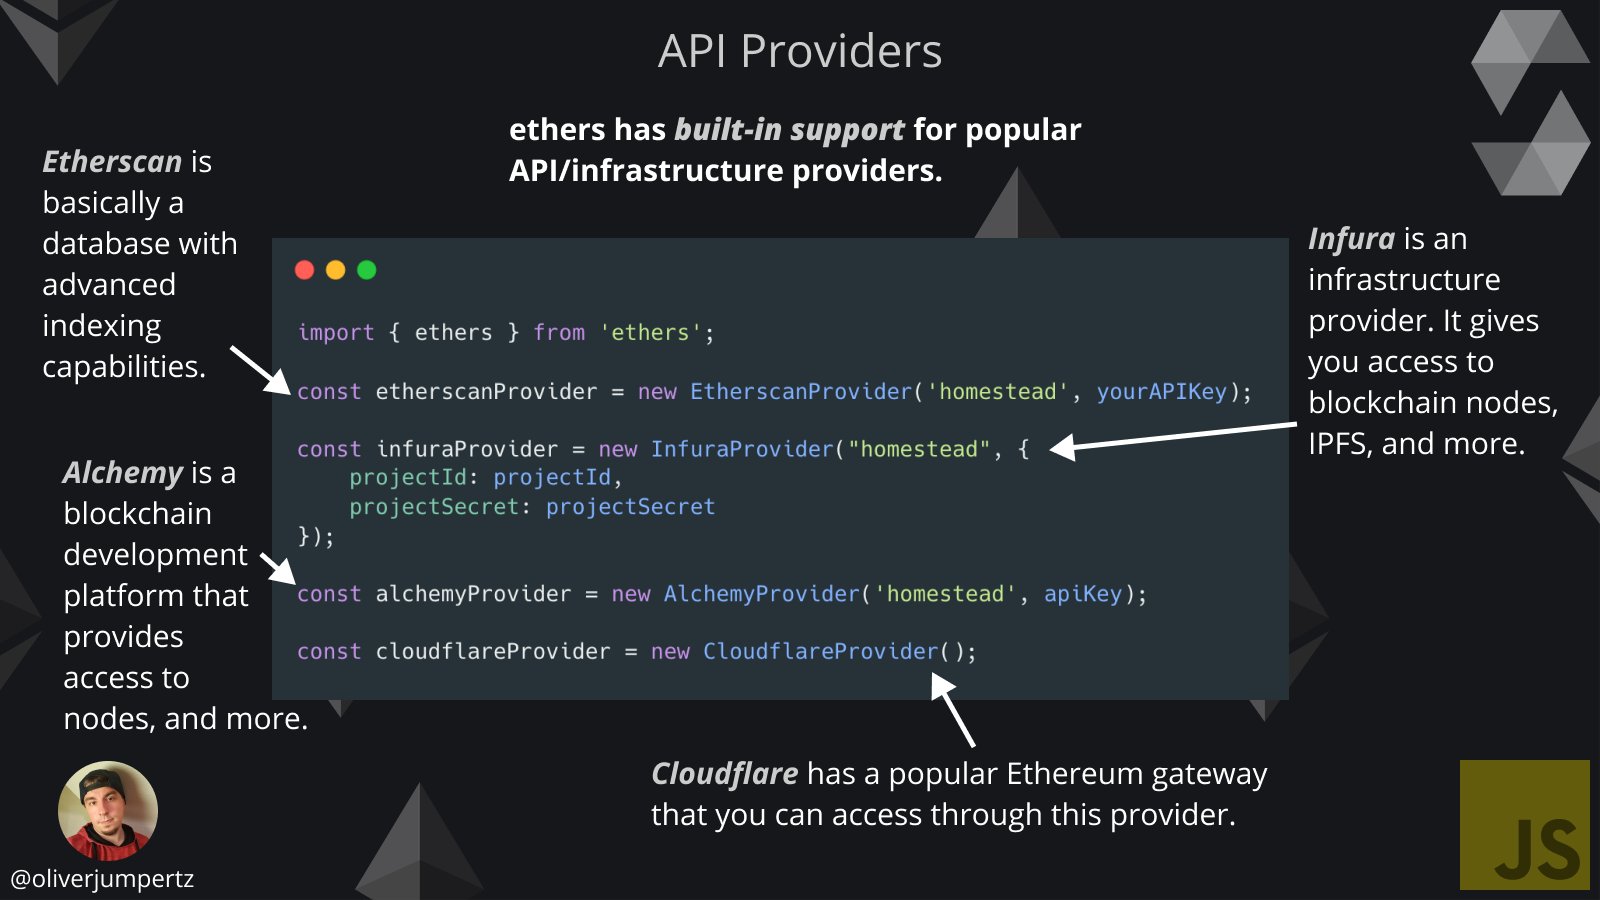 API Providers
ethers has built-in support for popular
API/infrastructure providers.
Etherscan is
basically a
database with
advanced
indexing
capabilities.
Alchemy is a
blockchain
development
platform that
provides
access to
nodes, and more.
import { ethers } from 'ethers';
const etherscanProvider = new EtherscanProvider('homestead', yourAPIKey);
const infuraProvider = new InfuraProvider("homestead", {
    projectId: projectId,
    projectSecret: projectSecret
});
const alchemyProvider = new AlchemyProvider('homestead', apiKey);
const cloudflareProvider = new CloudflareProvider();
Infura is an
infrastructure
provider. It gives
you access to
blockchain nodes,
IPFS, and more.
Cloudflare has a popular Ethereum gateway
that you can access through this provider.
@oliverjumpertz
JS